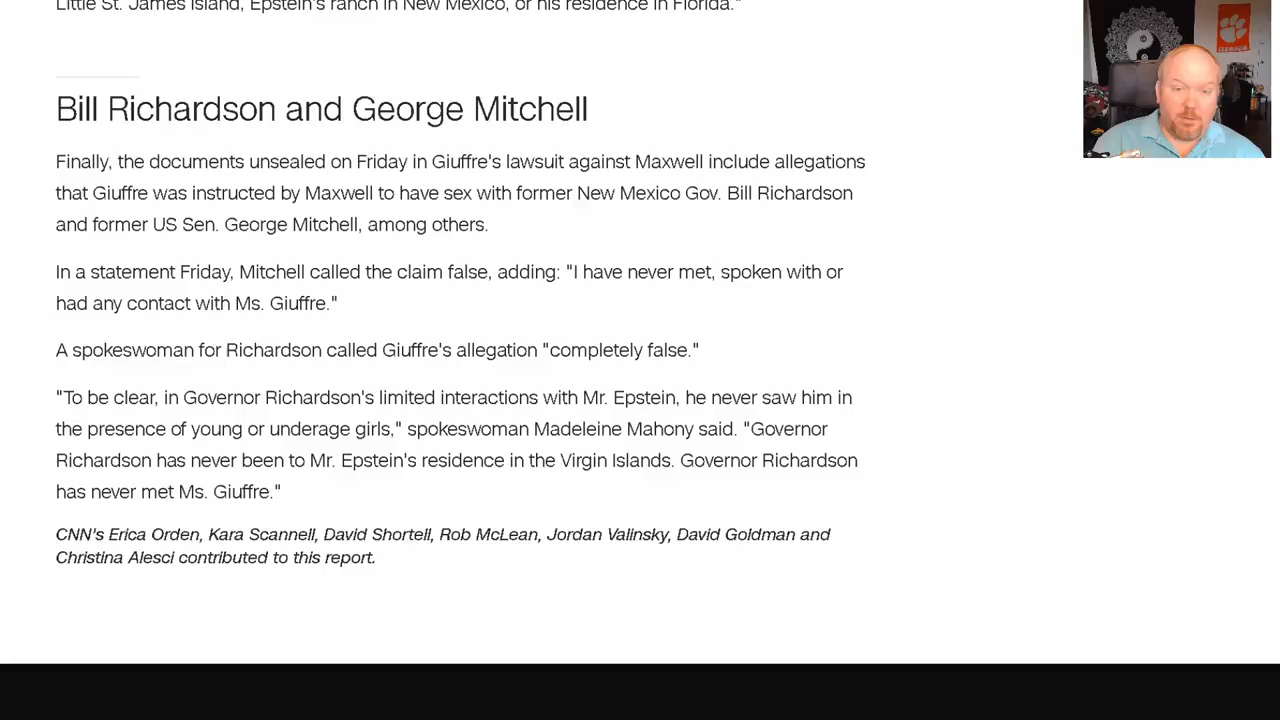 Little St. James Island, Epstein's ranch in New Mexico, or his residence in Florida."
Bill Richardson and George Mitchell
Finally, the documents unsealed on Friday in Giuffre's lawsuit against Maxwell include allegations
that Giuffre was instructed by Maxwell to have sex with former New Mexico Gov. Bill Richardson
and former US Sen. George Mitchell, among others.
In a statement Friday, Mitchell called the claim false, adding: "I have never met, spoken with or
had any contact with Ms. Giuffre."
A spokeswoman for Richardson called Giuffre's allegation "completely false."
"To be clear, in Governor Richardson's limited interactions with Mr. Epstein, he never saw him in
the presence of young or underage girls," spokeswoman Madeleine Mahony said. "Governor
Richardson has never been to Mr. Epstein's residence in the Virgin Islands. Governor Richardson
has never met Ms. Giuffre."
CNN's Erica Orden, Kara Scannell, David Shortell, Rob McLean, Jordan Valinsky, David Goldman and
Christina Alesci contributed to this report.